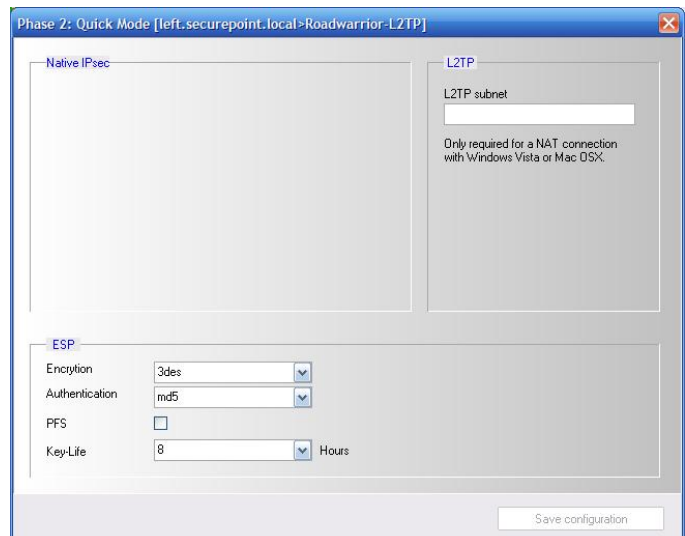 Phase 2: Quick Mode [left.securepoint.local>Roadwarrior-L2TP]
Native IPsec
L2TP
L2TP subnet
Only required for a NAT connection
with Windows Vista or Mac OSX.
ESP
Encrytion
3des
Authentication
md5
PFS
Key-Life
8
Hours
Save configuration